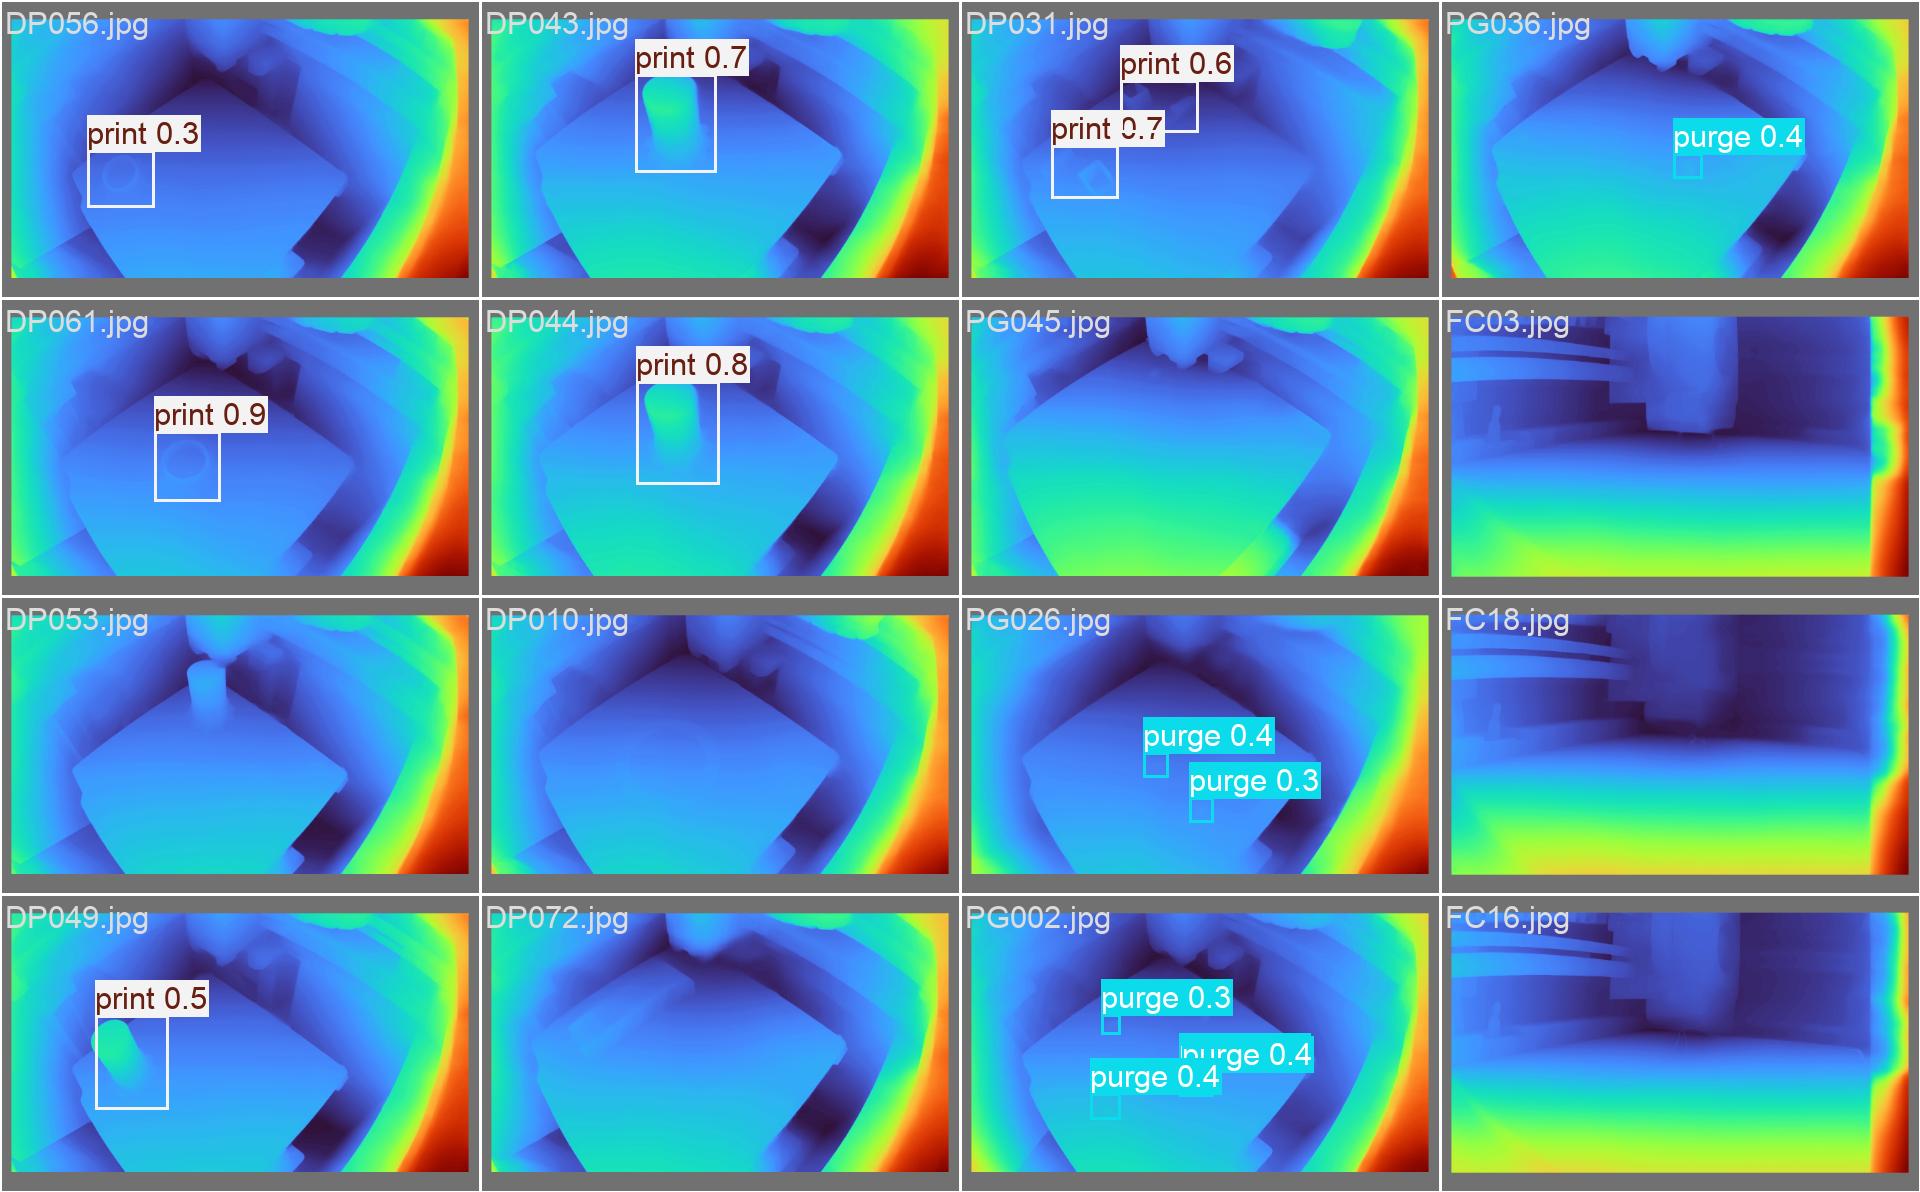 DP056.jpg
print 0.3
DP043.jpg
print 0.7
DP031.jpg
print 0.6
print 0.7
PG036.jpg
purge 0.4
DP061.jpg
print 0.9
DP044.jpg
print 0.8
PG045.jpg
FC03.jpg
DP053.jpg
DP010.jpg
PG026.jpg
purge 0.4
purge 0.3
FC18.jpg
DP049.jpg
print 0.5
DP072.jpg
PG002.jpg
purge 0.3
purge 0.4
purge 0.4
FC16.jpg